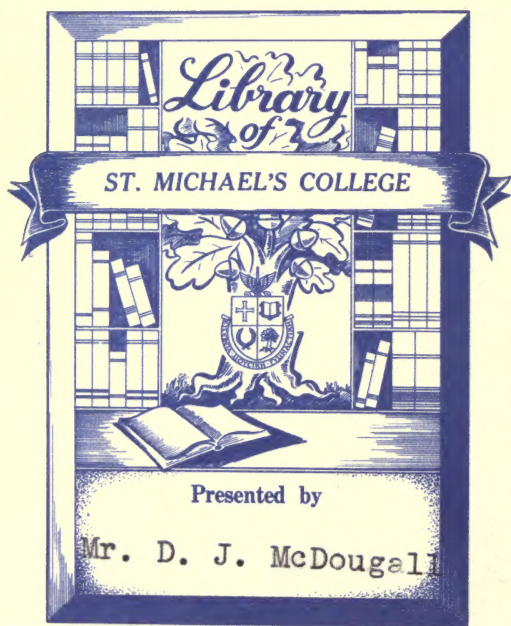 Library
of
ST. MICHAEL'S COLLEGE
Presented by
Mr. D. J. McDougall